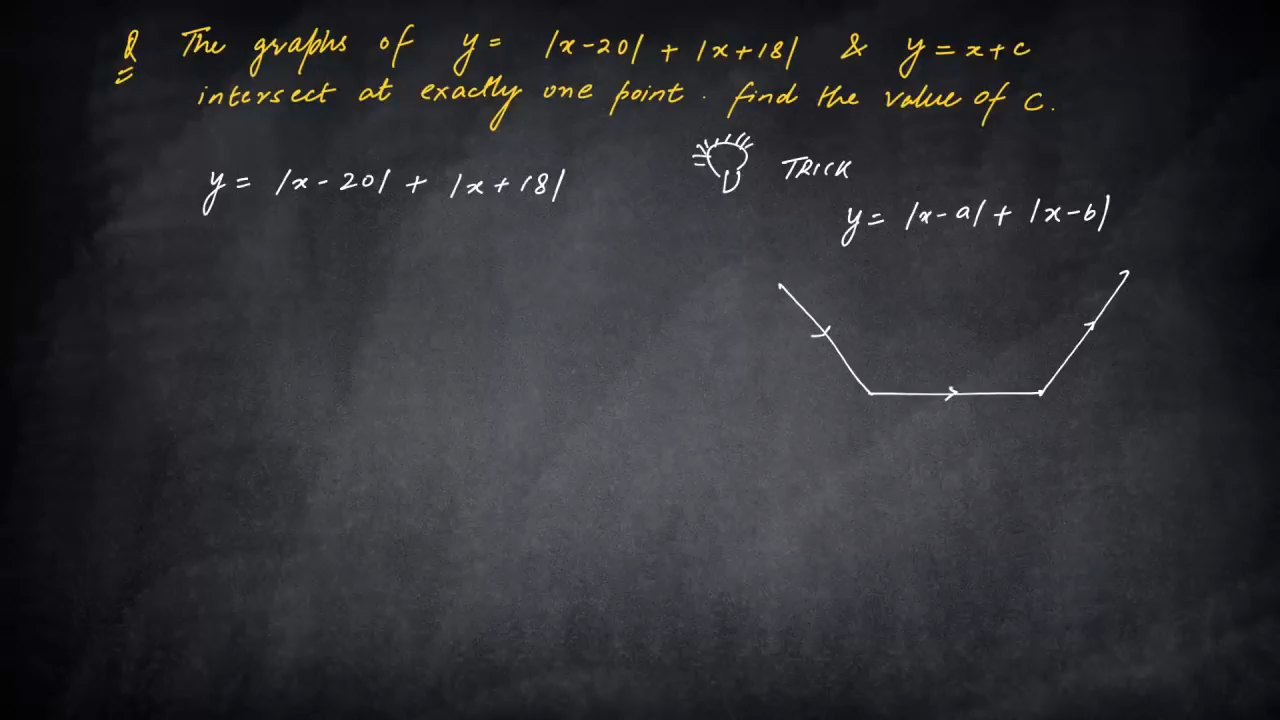 Q The graphs of y = |x-20| + |x+18| & y = x+c
intersect at exactly one point. find the value of c.
y = |x-20| + |x+18|
TRICK
y = |x-a| + |x-b|